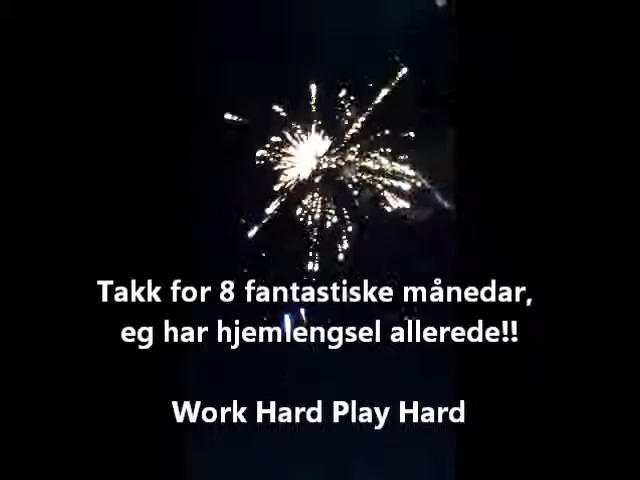 Takk for 8 fantastiske månedar,
eg har hjemlengsel allerede!!
Work Hard Play Hard